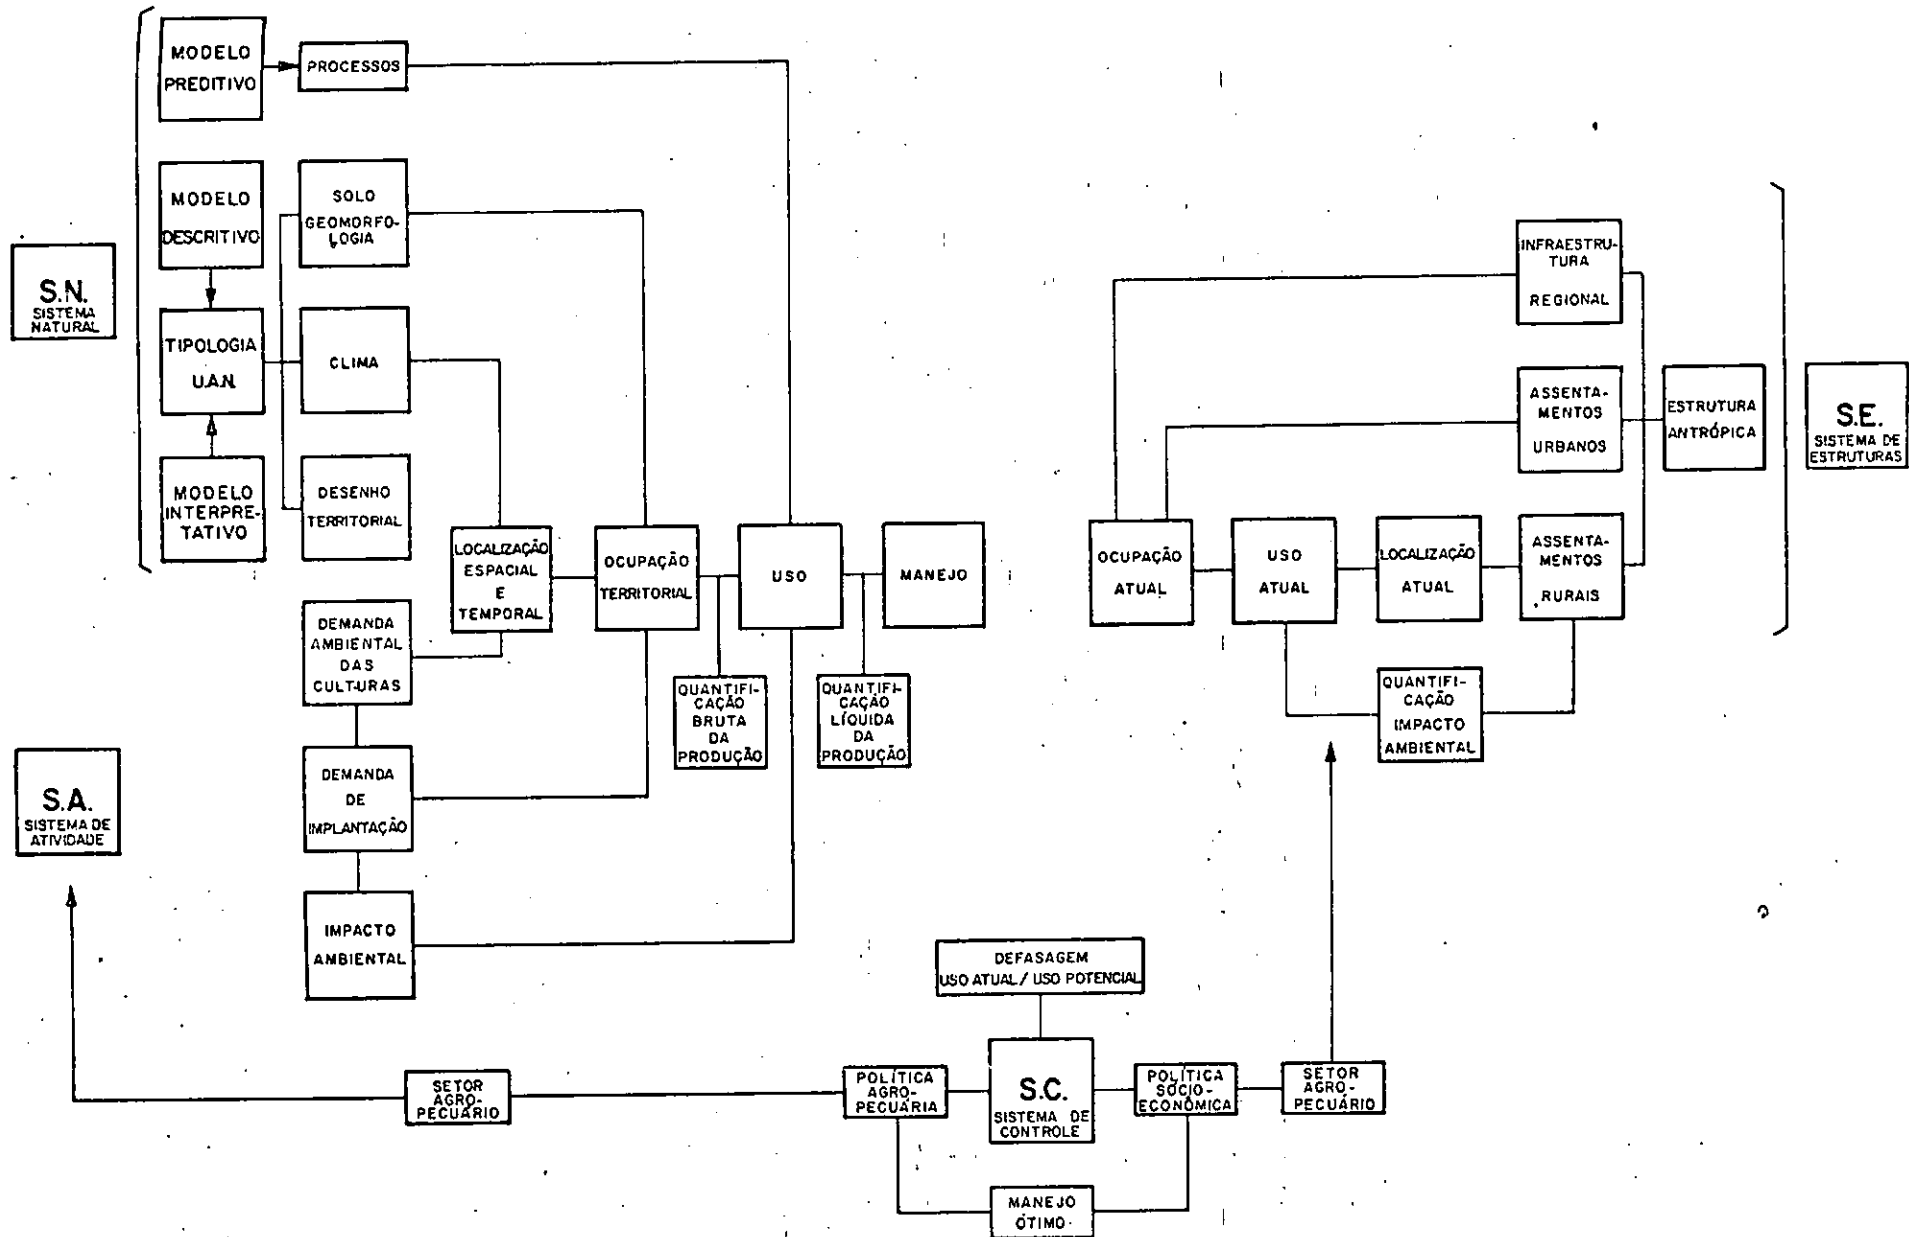 MODELO
PREDITIVO
PROCESSOS
MODELO
DESCRITIVO
SOLO
GEOMORFO-
LOGIA
S.N.
SISTEMA
NATURAL
TIPOLOGIA
U.A.N.
CLIMA
MODELO
INTERPRE-
TATIVO
DESENHO
TERRITORIAL
LOCALIZAÇÃO
ESPACIAL
E
TEMPORAL
OCUPAÇÃO
TERRITORIAL
USO
MANEJO
DEMANDA
AMBIENTAL
DAS
CULTURAS
QUANTIFI-
CAÇÃO
BRUTA
DA
PRODUÇÃO
QUANTIFI-
CAÇÃO
LÍQUIDA
DA
PRODUÇÃO
S.A.
SISTEMA DE
ATIVIDADE
DEMANDA
DE
IMPLANTAÇÃO
IMPACTO
AMBIENTAL
INFRAESTRU-
TURA
REGIONAL
ASSENTA-
MENTOS
URBANOS
ESTRUTURA
ANTRÓPICA
S.E.
SISTEMA DE
ESTRUTURAS
OCUPAÇÃO
ATUAL
USO
ATUAL
LOCALIZAÇÃO
ATUAL
ASSENTA-
MENTOS
RURAIS
QUANTIFI-
CAÇÃO
IMPACTO
AMBIENTAL
DEFASAGEM
USO ATUAL / USO POTENCIAL
SETOR
AGRO-
PECUÁRIO
POLÍTICA
AGRO-
PECUÁRIA
S.C.
SISTEMA DE
CONTROLE
POLÍTICA
SÓCIO-
ECONÔMICA
SETOR
AGRO-
PECUÁRIO
MANEJO
ÓTIMO